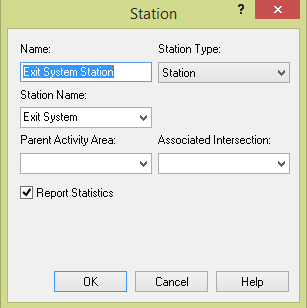 Station
?
x
Name:
Station Type:
Exit System Station
Station
Station Name:
Exit System
Parent Activity Area:
Associated Intersection:
Report Statistics
OK
Cancel
Help